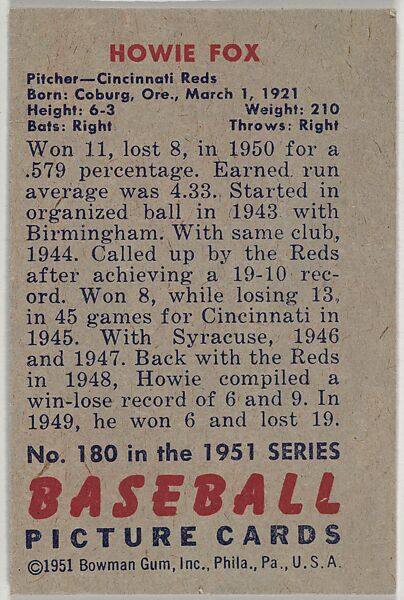 HOWIE FOX
Pitcher—Cincinnati Reds
Born: Coburg, Ore., March 1, 1921
Height: 6-3 Weight: 210
Bats: Right Throws: Right
Won 11, lost 8, in 1950 for a
.579 percentage. Earned run
average was 4.33. Started in
organized ball in 1943 with
Birmingham. With same club,
1944. Called up by the Reds
after achieving a 19-10 rec-
ord. Won 8, while losing 13,
in 45 games for Cincinnati in
1945. With Syracuse, 1946
and 1947. Back with the Reds
in 1948, Howie compiled a
win-lose record of 6 and 9. In
1949, he won 6 and lost 19.
No. 180 in the 1951 SERIES
BASEBALL
PICTURE CARDS
©1951 Bowman Gum, Inc., Phila., Pa., U.S.A.